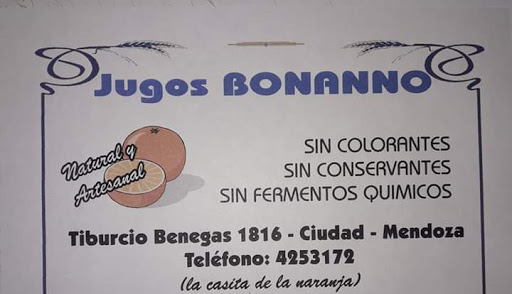 Jugos BONANNO
Natural y
Artesanal
SIN COLORANTES
SIN CONSERVANTES
SIN FERMENTOS QUIMICOS
Tiburcio Benegas 1816 - Ciudad - Mendoza
Teléfono: 4253172
(la casita de la naranja)